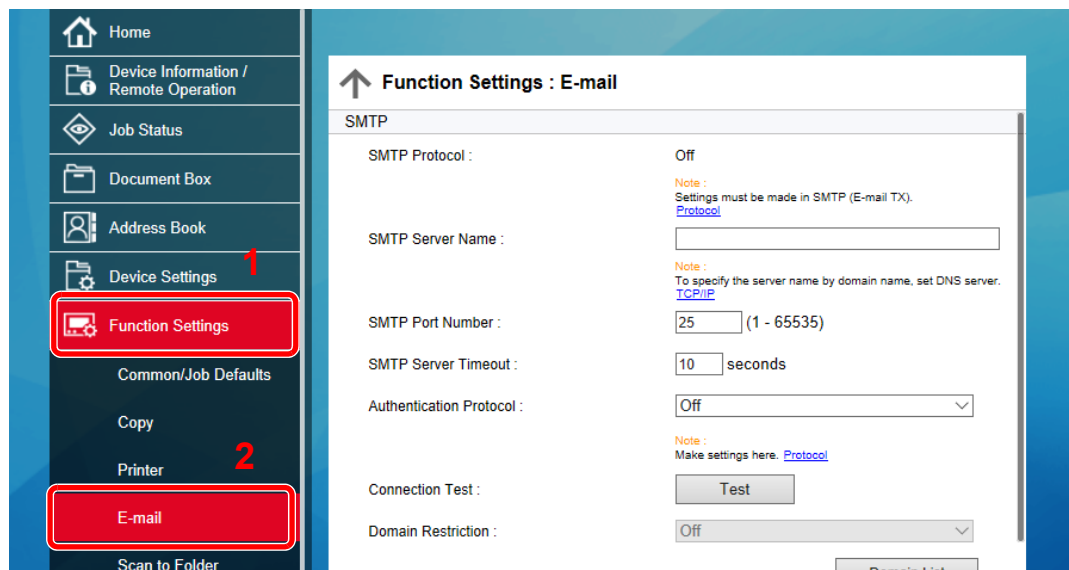 Home
Device Information /
Remote Operation
Job Status
Document Box
Address Book
1
Device Settings
Function Settings
Common/Job Defaults
Copy
2
Printer
E-mail
Scan to Folder
Function Settings : E-mail
SMTP
SMTP Protocol : Off
Note :
Settings must be made in SMTP (E-mail TX).
Protocol
SMTP Server Name :
Note :
To specify the server name by domain name, set DNS server.
TCP/IP
SMTP Port Number : 25 (1 - 65535)
SMTP Server Timeout : 10 seconds
Authentication Protocol : Off
Note :
Make settings here. Protocol
Connection Test : Test
Domain Restriction : Off
Domain List